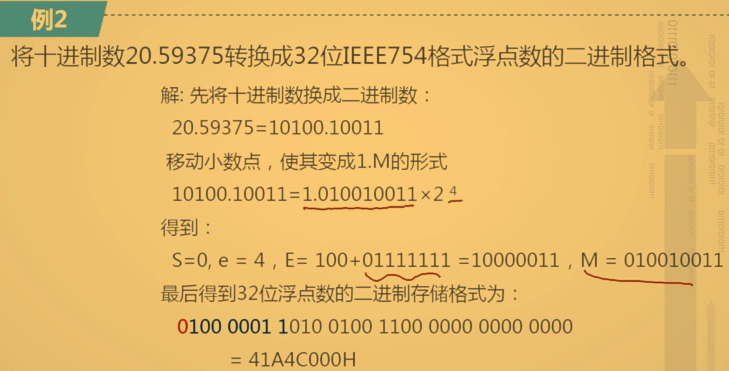 例2
将十进制数20.59375转换成32位IEEE754格式浮点数的二进制格式。
解: 先将十进制数换成二进制数：
20.59375=10100.10011
移动小数点，使其变成1.M的形式
10100.10011=1.010010011×2⁴
得到：
S=0, e = 4，E= 100+01111111 =10000011，M = 010010011
最后得到32位浮点数的二进制存储格式为：
0100 0001 1010 0100 1100 0000 0000 0000
= 41A4C000H